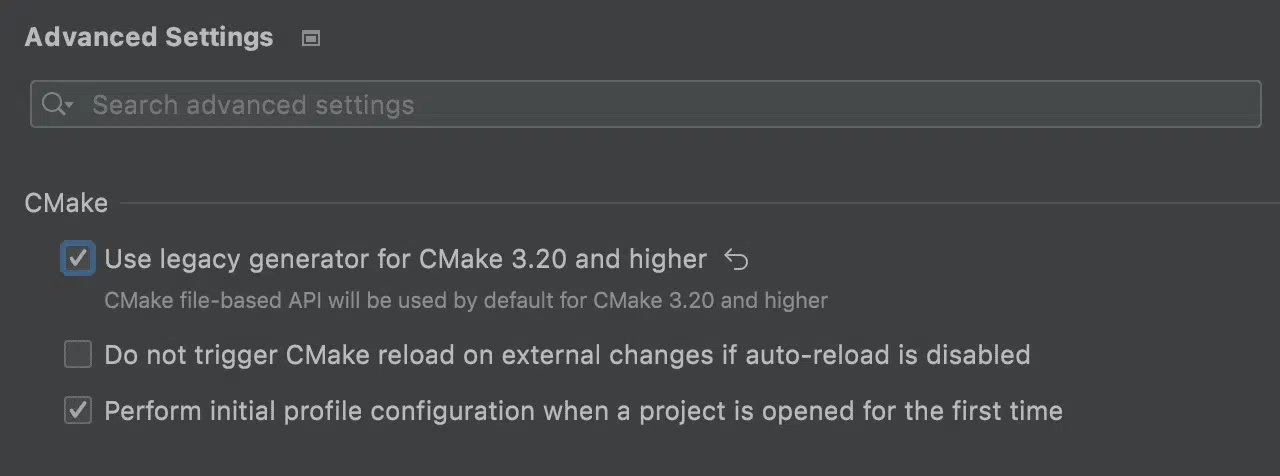 Advanced Settings
Search advanced settings
CMake
Use legacy generator for CMake 3.20 and higher
CMake file-based API will be used by default for CMake 3.20 and higher
Do not trigger CMake reload on external changes if auto-reload is disabled
Perform initial profile configuration when a project is opened for the first time